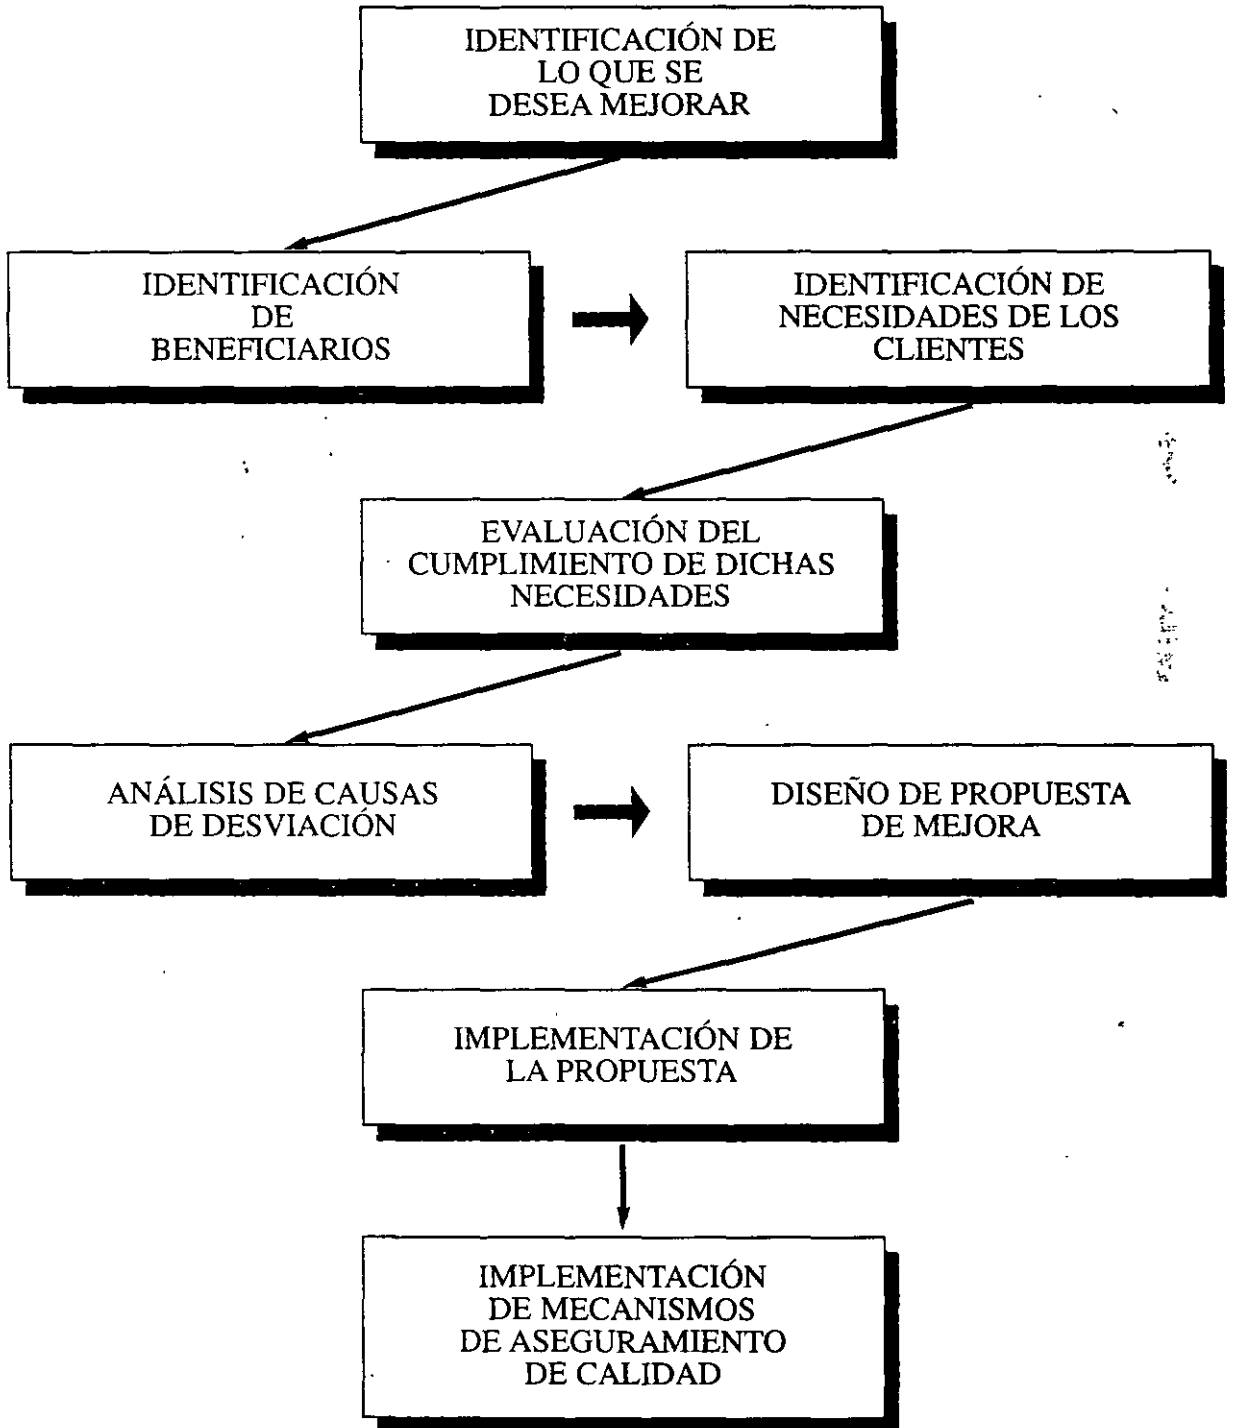 IDENTIFICACIÓN DE
LO QUE SE
DESEA MEJORAR
IDENTIFICACIÓN
DE
BENEFICIARIOS
IDENTIFICACIÓN DE
NECESIDADES DE LOS
CLIENTES
EVALUACIÓN DEL
CUMPLIMIENTO DE DICHAS
NECESIDADES
ANÁLISIS DE CAUSAS
DE DESVIACIÓN
DISEÑO DE PROPUESTA
DE MEJORA
IMPLEMENTACIÓN DE
LA PROPUESTA
IMPLEMENTACIÓN
DE MECANISMOS
DE ASEGURAMIENTO
DE CALIDAD